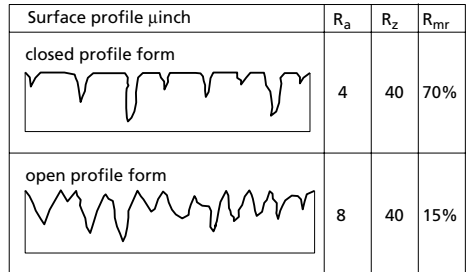 Surface profile μinch Ra Rz Rmr
closed profile form
4 40 70%
open profile form
8 40 15%